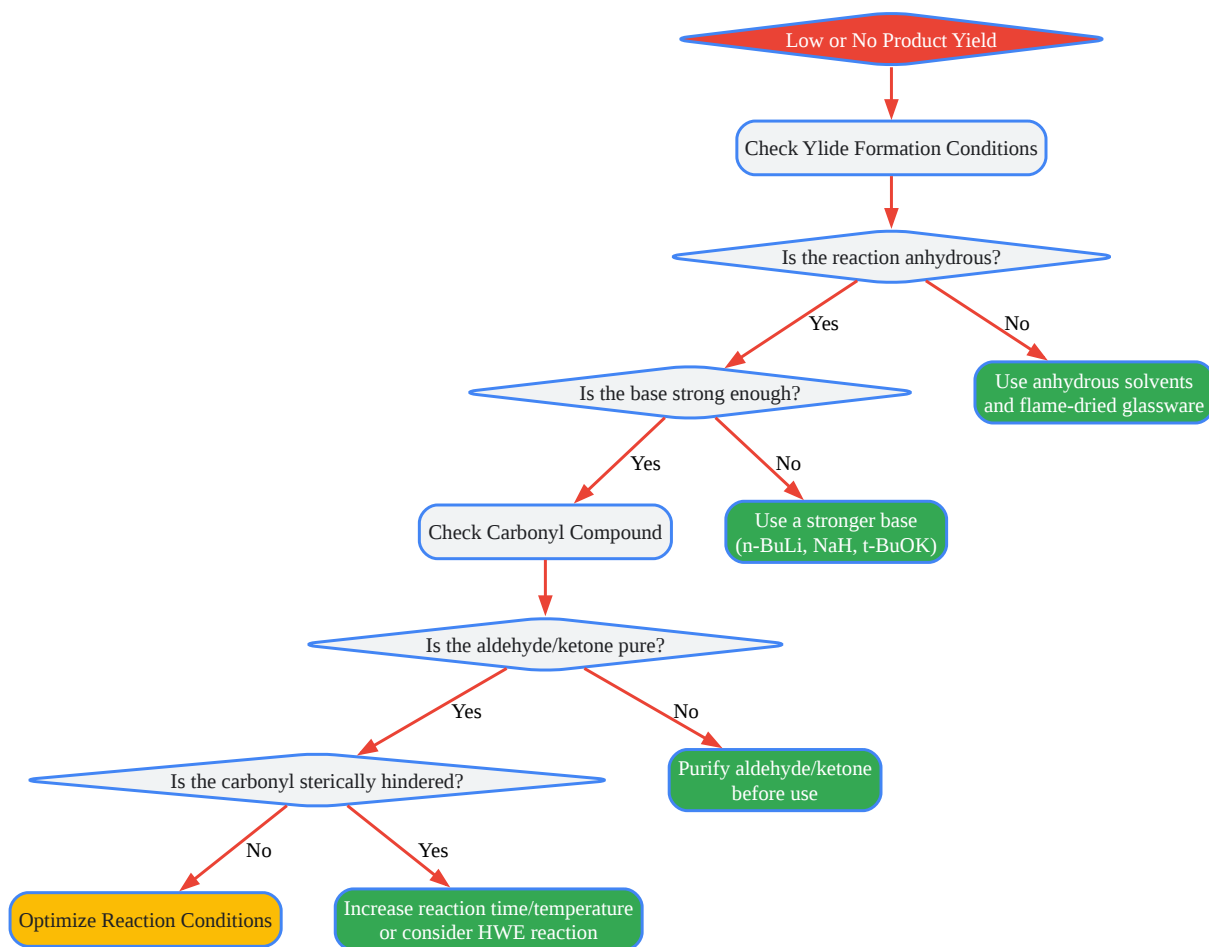 Low or No Product Yield
Check Ylide Formation Conditions
Is the reaction anhydrous?
Yes
No
Use anhydrous solvents
and flame-dried glassware
Is the base strong enough?
Yes
No
Check Carbonyl Compound
Use a stronger base
(n-BuLi, NaH, t-BuOK)
Is the aldehyde/ketone pure?
Yes
No
Purify aldehyde/ketone
before use
Is the carbonyl sterically hindered?
No
Yes
Optimize Reaction Conditions
Increase reaction time/temperature
or consider HWE reaction